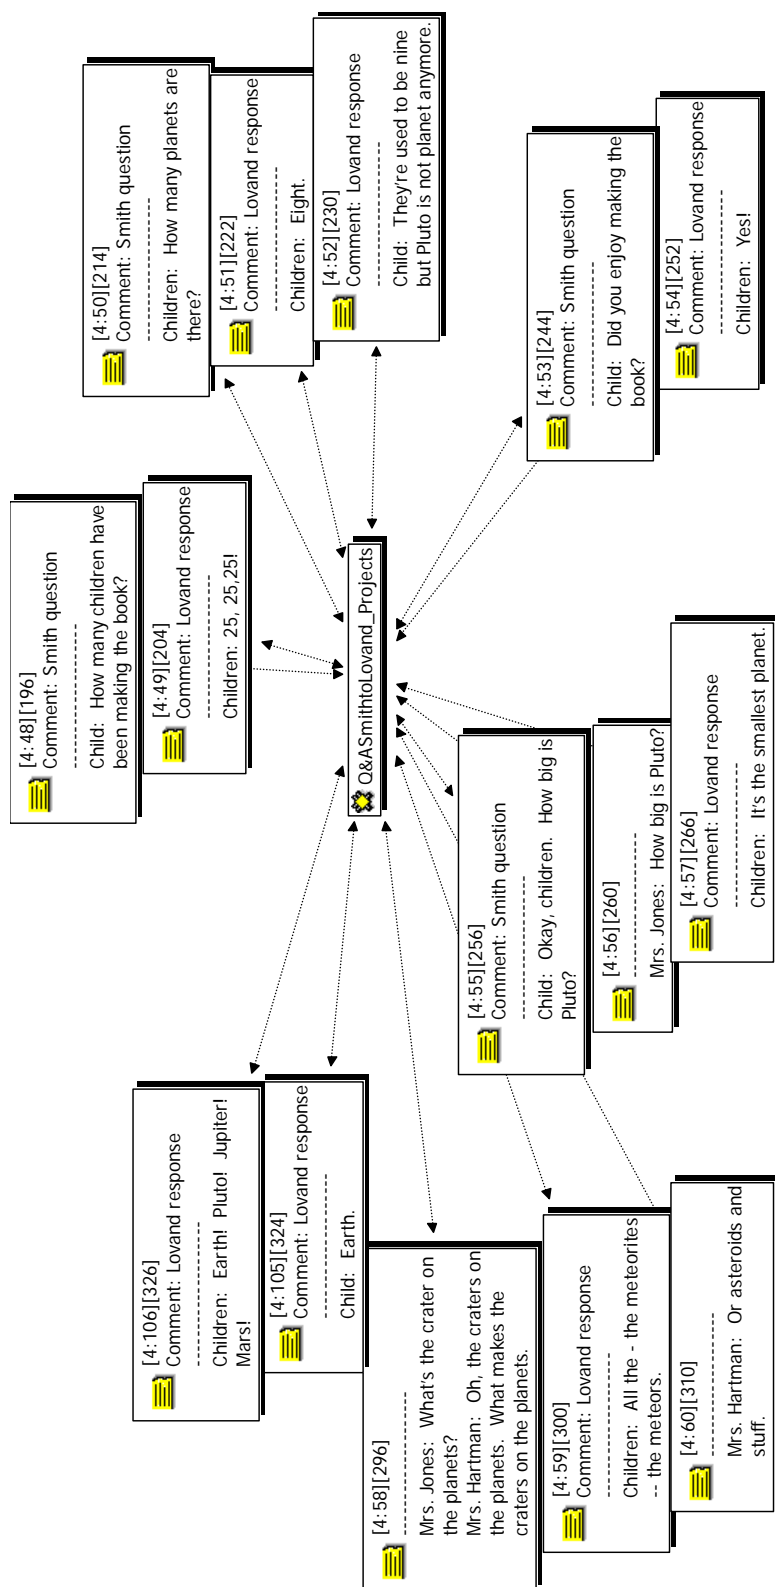 [4:106][326]
Comment: Lovand response
--------------------
Children: Earth! Pluto! Jupiter!
Mars!
[4:105][324]
Comment: Lovand response
--------------------
Child: Earth.
[4:58][296]
--------------------
Mrs. Jones: What's the crater on
the planets?
Mrs. Hartman: Oh, the craters on
the planets. What makes the
craters on the planets.
[4:59][300]
Comment: Lovand response
--------------------
Children: All the - the meteorites
-- the meteors.
[4:60][310]
--------------------
Mrs. Hartman: Or asteroids and
stuff.
[4:48][196]
Comment: Smith question
--------------------
Child: How many children have
been making the book?
[4:49][204]
Comment: Lovand response
--------------------
Children: 25, 25,25!
Q&ASmithtoLovand_Projects
[4:55][256]
Comment: Smith question
--------------------
Child: Okay, children. How big is
Pluto?
[4:56][260]
--------------------
Mrs. Jones: How big is Pluto?
[4:57][266]
Comment: Lovand response
--------------------
Children: It's the smallest planet.
[4:50][214]
Comment: Smith question
--------------------
Children: How many planets are
there?
[4:51][222]
Comment: Lovand response
--------------------
Children: Eight.
[4:52][230]
Comment: Lovand response
--------------------
Child: They're used to be nine
but Pluto is not planet anymore.
[4:53][244]
Comment: Smith question
--------------------
Child: Did you enjoy making the
book?
[4:54][252]
Comment: Lovand response
--------------------
Children: Yes!